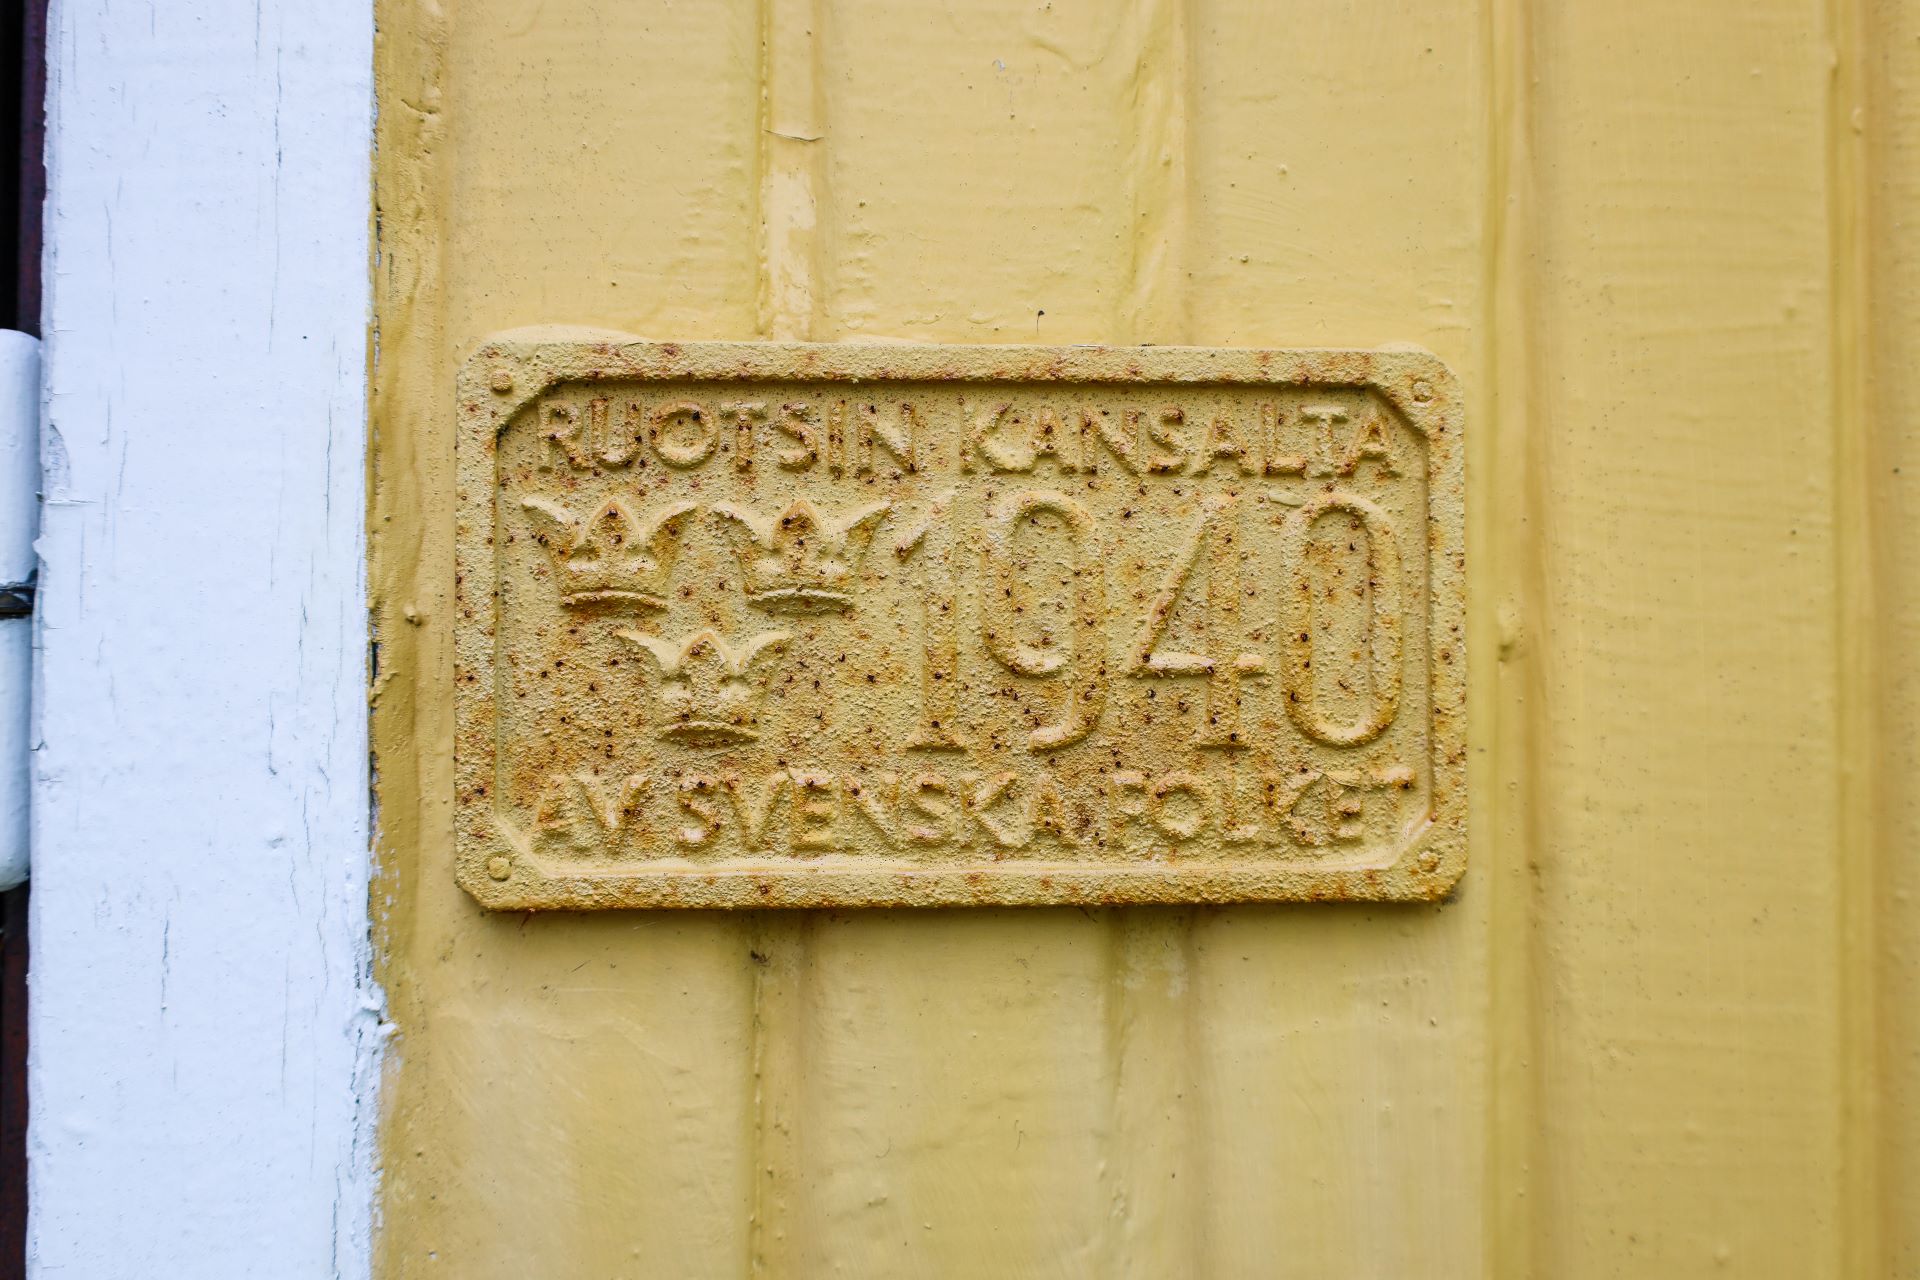 RUOTSIN KANSALTA
1940
AV SVENSKA FOLKET